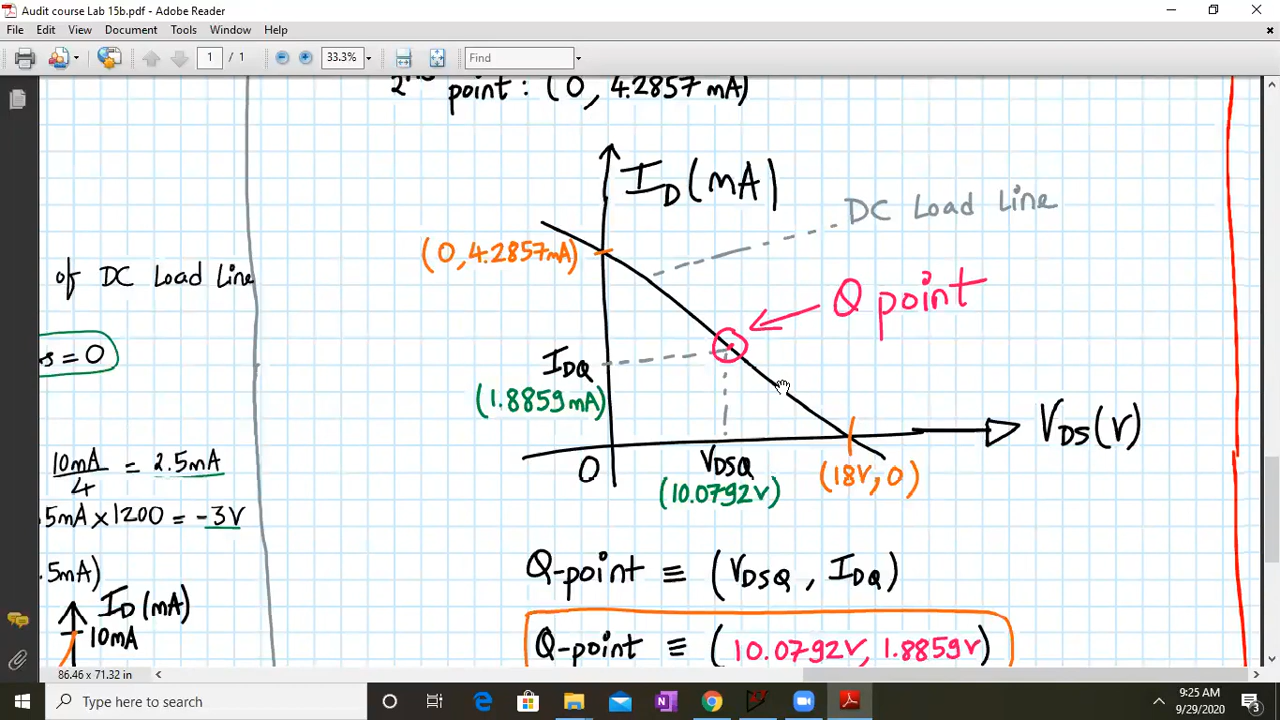 Audit course Lab 15b.pdf - Adobe Reader
File Edit View Document Tools Window Help
1 / 1 33.3% Find
2nd point : (0, 4.2857mA)
ID(mA)
DC Load Line
(0,4.2857mA)
Q point
of DC Load Line
s = 0
IDQ
(1.8859mA)
VDS(V)
0
VDSQ
(10.0792V)
(18V, 0)
10mA/4 = 2.5mA
.5mA×1200 = -3V
Q-point ≡ (VDSQ, IDQ)
.5mA)
ID(mA)
10mA
Q-point ≡ (10.0792V, 1.8859V)
86.46 x 71.32 in
Type here to search
9:25 AM
9/29/2020
3